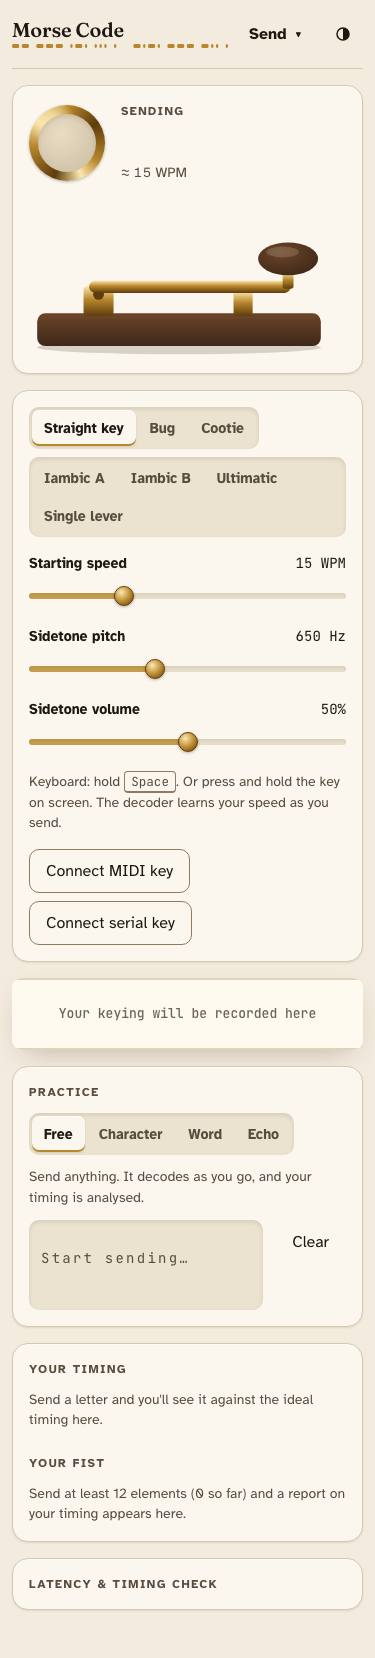 Morse Code
Send ▾
SENDING
≈ 15 WPM
Straight key Bug Cootie
Iambic A Iambic B Ultimatic
Single lever
Starting speed 15 WPM
Sidetone pitch 650 Hz
Sidetone volume 50%
Keyboard: hold Space. Or press and hold the key
on screen. The decoder learns your speed as you
send.
Connect MIDI key
Connect serial key
Your keying will be recorded here
PRACTICE
Free Character Word Echo
Send anything. It decodes as you go, and your
timing is analysed.
Start sending…
Clear
YOUR TIMING
Send a letter and you'll see it against the ideal
timing here.
YOUR FIST
Send at least 12 elements (0 so far) and a report on
your timing appears here.
LATENCY & TIMING CHECK